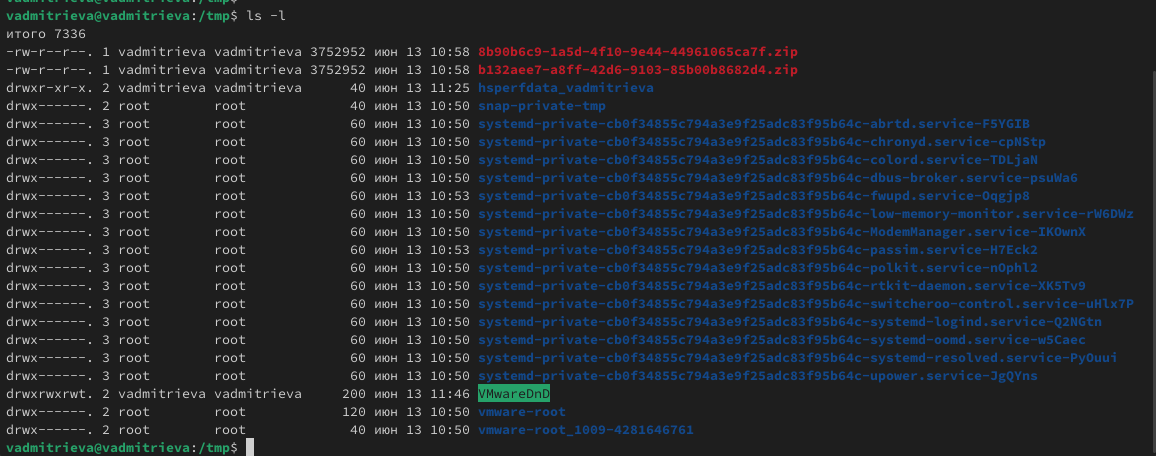 vadmitrieva@vadmitrieva:/tmp$ ls -l
итого 7336
-rw-r--r--. 1 vadmitrieva vadmitrieva 3752952 июн 13 10:58 8b90b6c9-1a5d-4f10-9e44-44961065ca7f.zip
-rw-r--r--. 1 vadmitrieva vadmitrieva 3752952 июн 13 10:58 b132aee7-a8ff-42d6-9103-85b00b8682d4.zip
drwxr-xr-x. 2 vadmitrieva vadmitrieva      40 июн 13 11:25 hsperfdata_vadmitrieva
drwx------. 2 root        root             40 июн 13 10:50 snap-private-tmp
drwx------. 3 root        root             60 июн 13 10:50 systemd-private-cb0f34855c794a3e9f25adc83f95b64c-abrtd.service-F5YGIB
drwx------. 3 root        root             60 июн 13 10:50 systemd-private-cb0f34855c794a3e9f25adc83f95b64c-chronyd.service-cpNStp
drwx------. 3 root        root             60 июн 13 10:50 systemd-private-cb0f34855c794a3e9f25adc83f95b64c-colord.service-TDLjaN
drwx------. 3 root        root             60 июн 13 10:50 systemd-private-cb0f34855c794a3e9f25adc83f95b64c-dbus-broker.service-psuWa6
drwx------. 3 root        root             60 июн 13 10:53 systemd-private-cb0f34855c794a3e9f25adc83f95b64c-fwupd.service-Oqgjp8
drwx------. 3 root        root             60 июн 13 10:50 systemd-private-cb0f34855c794a3e9f25adc83f95b64c-low-memory-monitor.service-rW6DWz
drwx------. 3 root        root             60 июн 13 10:50 systemd-private-cb0f34855c794a3e9f25adc83f95b64c-ModemManager.service-IKOwnX
drwx------. 3 root        root             60 июн 13 10:53 systemd-private-cb0f34855c794a3e9f25adc83f95b64c-passim.service-H7Eck2
drwx------. 3 root        root             60 июн 13 10:50 systemd-private-cb0f34855c794a3e9f25adc83f95b64c-polkit.service-nOphl2
drwx------. 3 root        root             60 июн 13 10:50 systemd-private-cb0f34855c794a3e9f25adc83f95b64c-rtkit-daemon.service-XK5Tv9
drwx------. 3 root        root             60 июн 13 10:50 systemd-private-cb0f34855c794a3e9f25adc83f95b64c-switcheroo-control.service-uHlx7P
drwx------. 3 root        root             60 июн 13 10:50 systemd-private-cb0f34855c794a3e9f25adc83f95b64c-systemd-logind.service-Q2NGtn
drwx------. 3 root        root             60 июн 13 10:50 systemd-private-cb0f34855c794a3e9f25adc83f95b64c-systemd-oomd.service-w5Caec
drwx------. 3 root        root             60 июн 13 10:50 systemd-private-cb0f34855c794a3e9f25adc83f95b64c-systemd-resolved.service-PyOuui
drwx------. 3 root        root             60 июн 13 10:50 systemd-private-cb0f34855c794a3e9f25adc83f95b64c-upower.service-JgQYns
drwxrwxrwt. 2 vadmitrieva vadmitrieva     200 июн 13 11:46 VMwareDnD
drwx------. 2 root        root            120 июн 13 10:50 vmware-root
drwx------. 2 root        root             40 июн 13 10:50 vmware-root_1009-4281646761
vadmitrieva@vadmitrieva:/tmp$